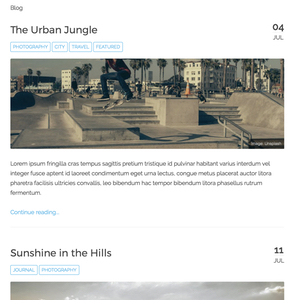 Blog
The Urban Jungle
04
JUL
PHOTOGRAPHY CITY TRAVEL FEATURED
Image: Unsplash
Lorem ipsum fringilla cras tempus sagittis pretium tristique id pulvinar habitant varius interdum vel
integer fusce aptent id laoreet condimentum eget urna lectus, congue metus placerat auctor litora
pharetra facilisis ultricies convallis, leo bibendum hac tempor bibendum litora phasellus rutrum
fermentum.
Continue reading...
Sunshine in the Hills
11
JUL
JOURNAL PHOTOGRAPHY